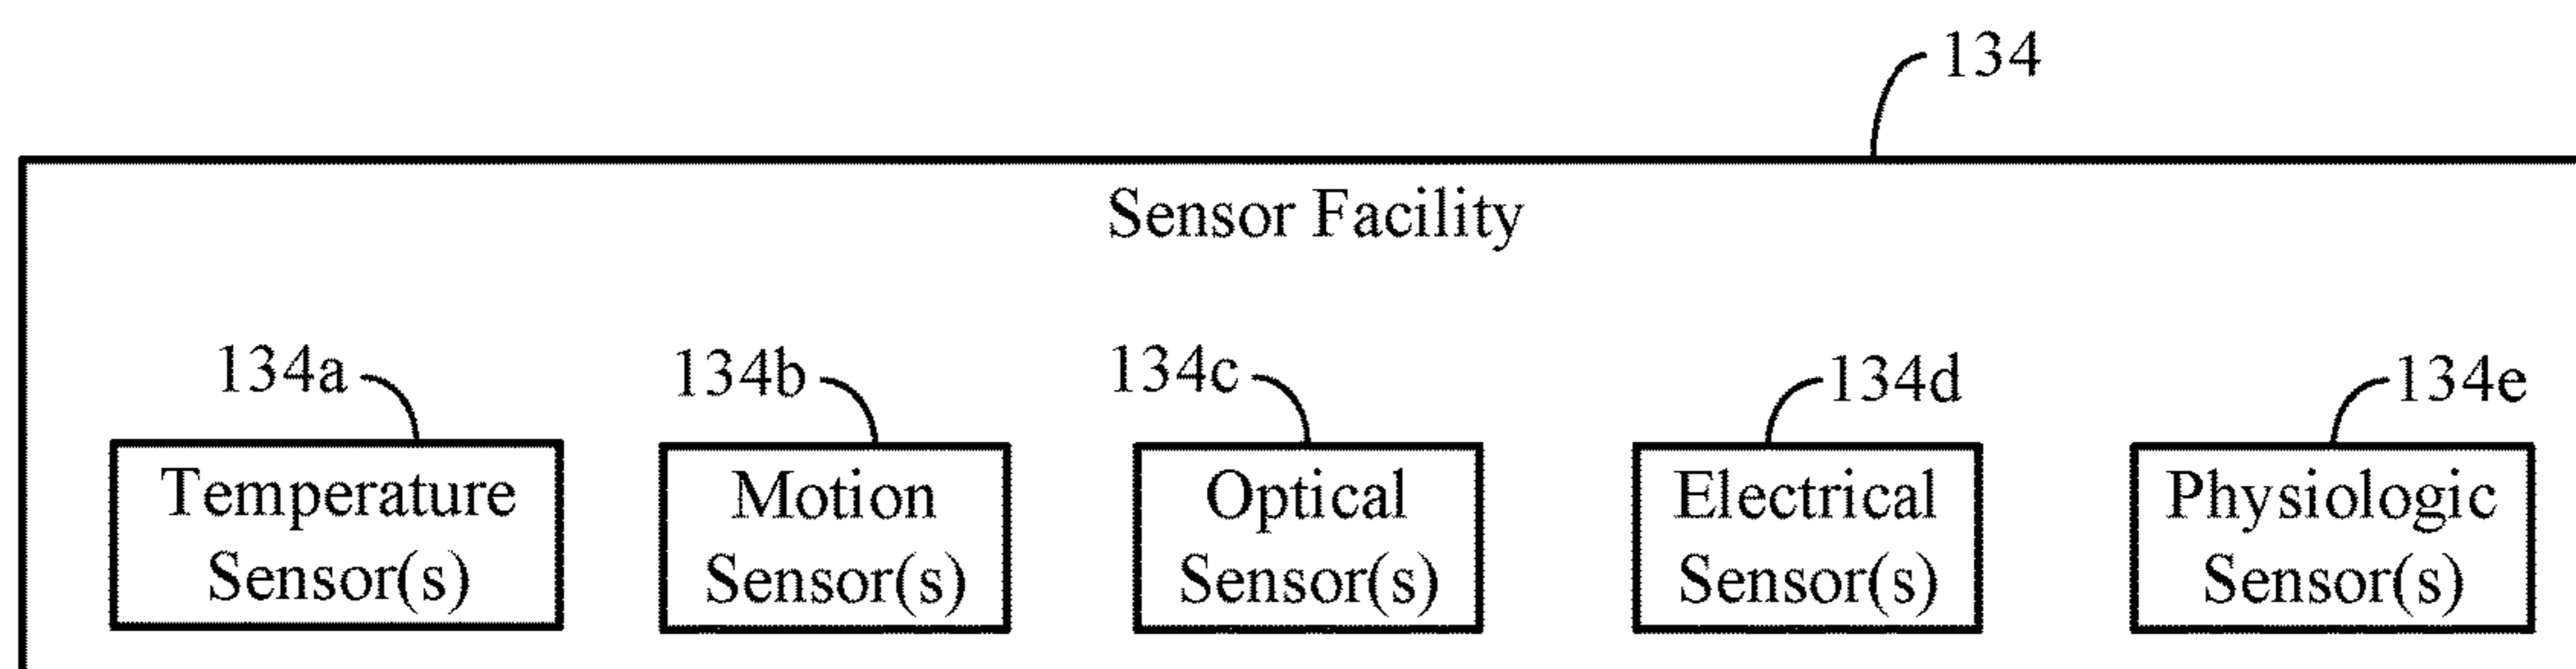 134
Sensor Facility
134a
134b
134c
134d
134e
Temperature
Sensor(s)
Motion
Sensor(s)
Optical
Sensor(s)
Electrical
Sensor(s)
Physiologic
Sensor(s)